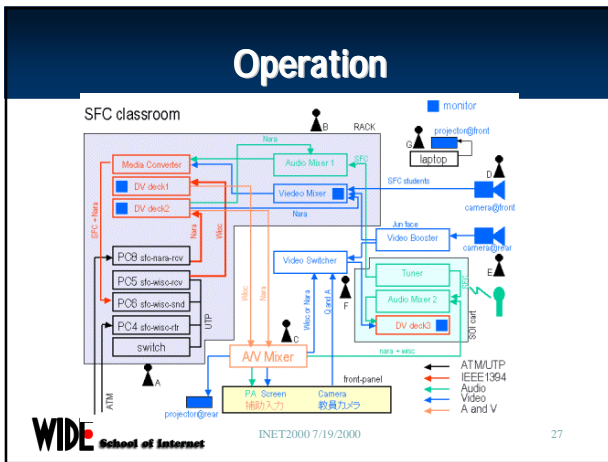 Operation
SFC classroom
monitor
B
RACK
projector@front
G
laptop
Nara
Media Converter
Audio Mixer 1
SFC
D
DV deck1
Viedeo Mixer
SFC students
camera@front
DV deck2
Nara
Jun face
SFC + Nara
Nara
Wisc
Video Booster
camera@rear
PC8 sfc-nara-rcv
Video Switcher
E
PC5 sfc-wisc-rcv
Tuner
SFC
F
Wisc
Nara
Wisc or Nara
Q and A
PC6 sfc-wisc-snd
UTP
Audio Mixer 2
PC4 sfc-wisc-rtr
DV deck3
SOI cart
switch
C
A/V Mixer
nara + wisc
front-panel
ATM/UTP
A
PA Screen
Camera
IEEE1394
ATM
補助入力
教員カメラ
Audio
Video
projector@rear
A and V
WIDE School of Internet
INET2000 7/19/2000
27